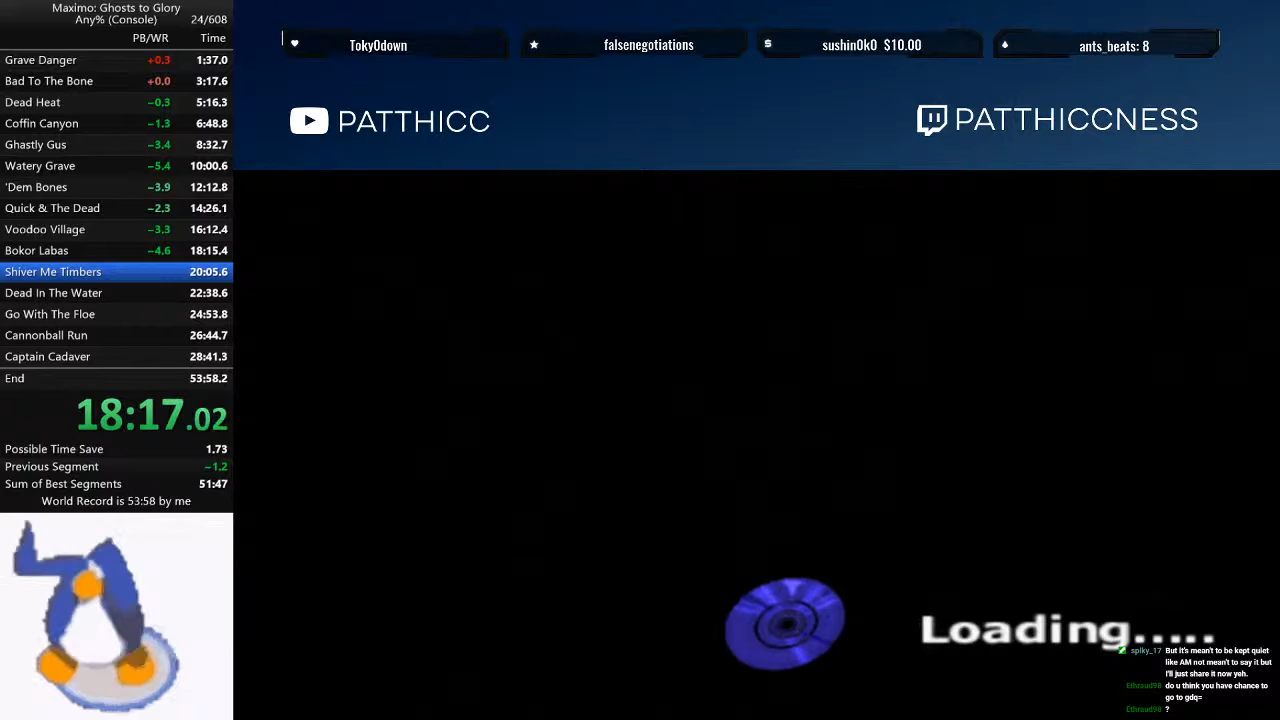 Maximo: Ghosts to Glory
Any% (Console) 24/608
PB/WR Time
Grave Danger +0.3 1:37.0
Bad To The Bone +0.0 3:17.6
Dead Heat −0.3 5:16.3
Coffin Canyon −1.3 6:48.8
Ghastly Gus −3.4 8:32.7
Watery Grave −5.4 10:00.6
'Dem Bones −3.9 12:12.8
Quick & The Dead −2.3 14:26.1
Voodoo Village −3.3 16:12.4
Bokor Labas −4.6 18:15.4
Shiver Me Timbers 20:05.6
Dead In The Water 22:38.6
Go With The Floe 24:53.8
Cannonball Run 26:44.7
Captain Cadaver 28:41.3
End 53:58.2
18:17.02
Possible Time Save 1.73
Previous Segment −1.2
Sum of Best Segments 51:47
World Record is 53:58 by me
Toky0down
falsenegotiations
sushin0k0 $10.00
ants_beats: 8
PATTHICC
PATTHICCNESS
Loading.....
splky_17 But it's mean't to be kept quiet
like AM not mean't to say it but
I'll just share it now yeh.
Ethraud98 do u think you have chance to
go to gdq=
Ethraud98 ?